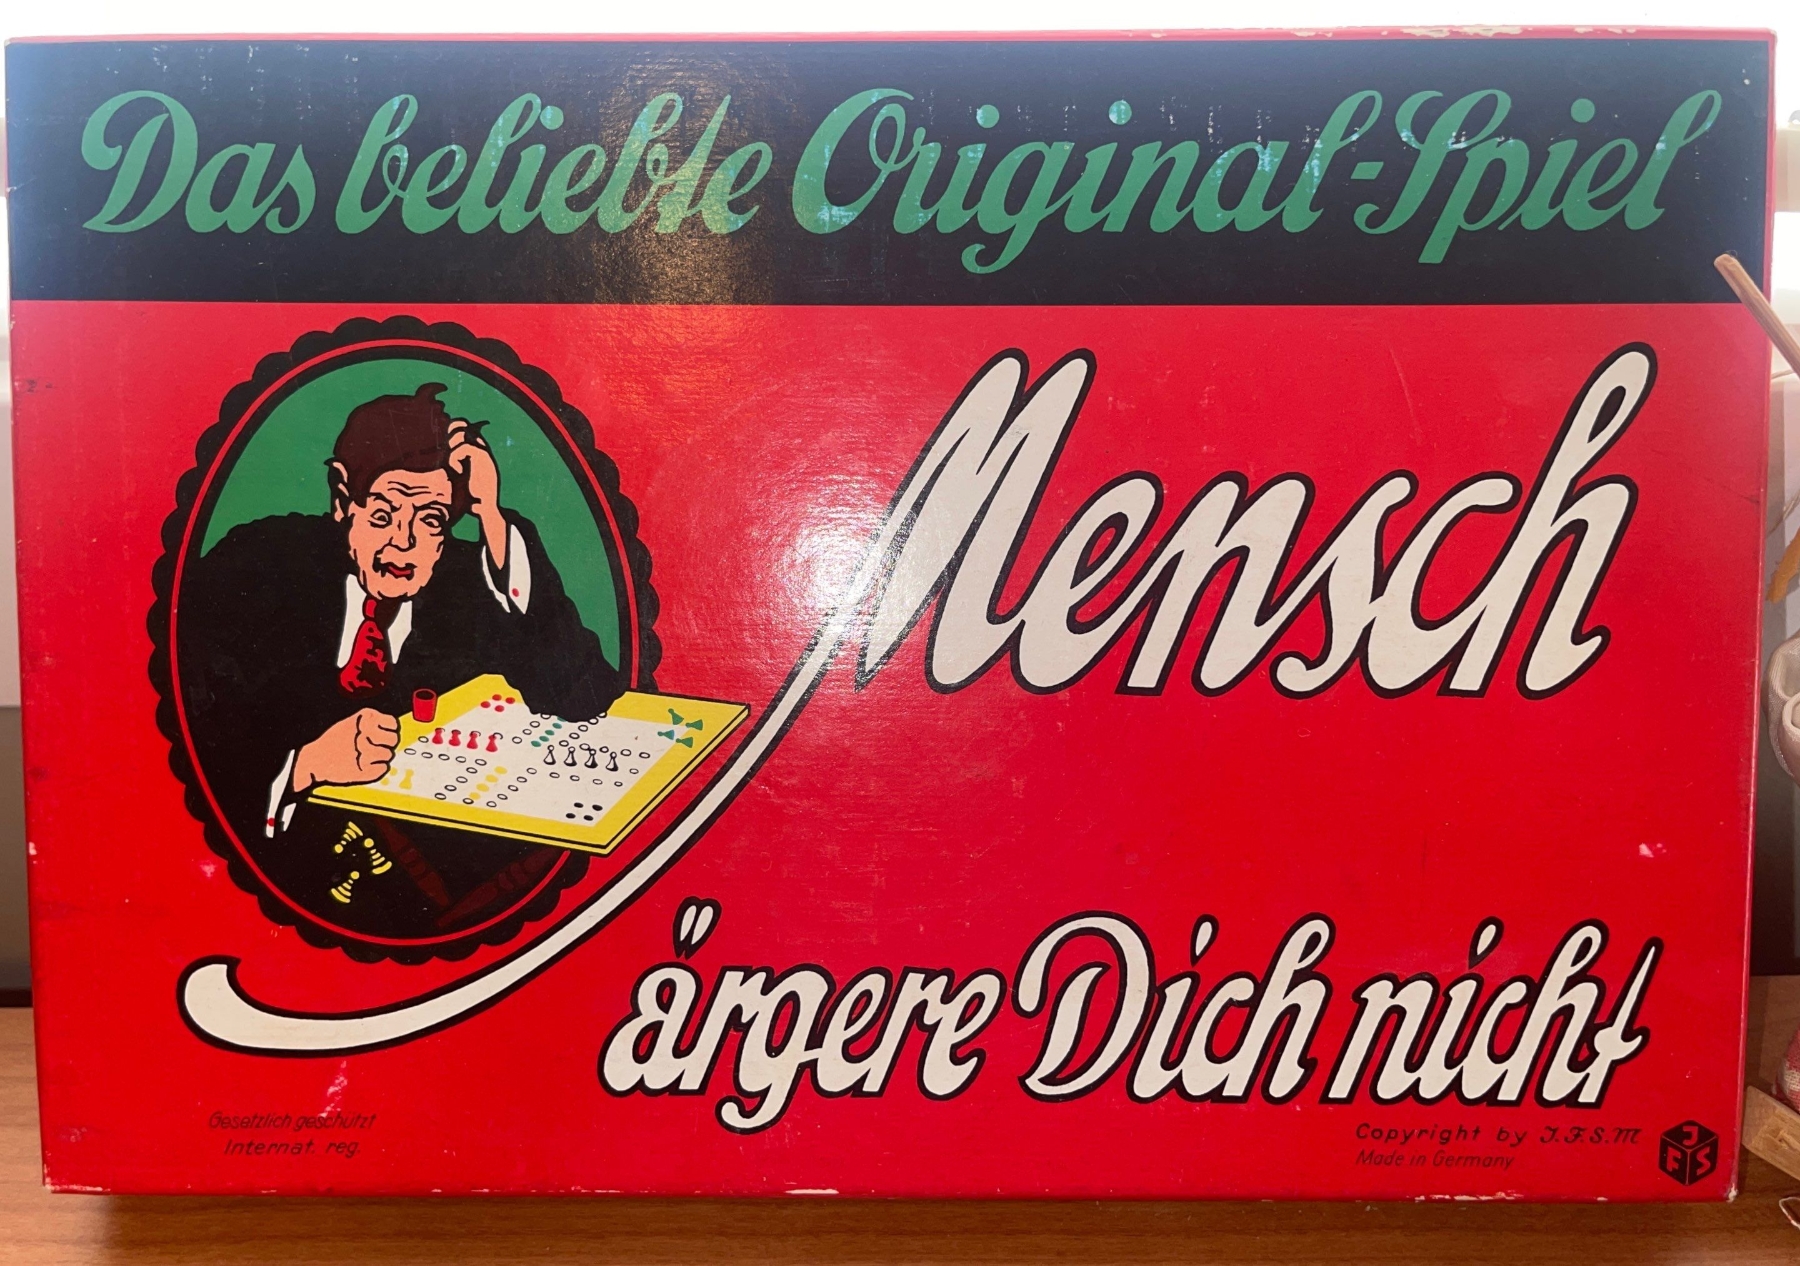 Das beliebte Original-Spiel
Mensch
ärgere Dich nicht
Gesetzlich geschützt
Internat. reg.
Copyright by J.F.S.M
Made in Germany
J
F S